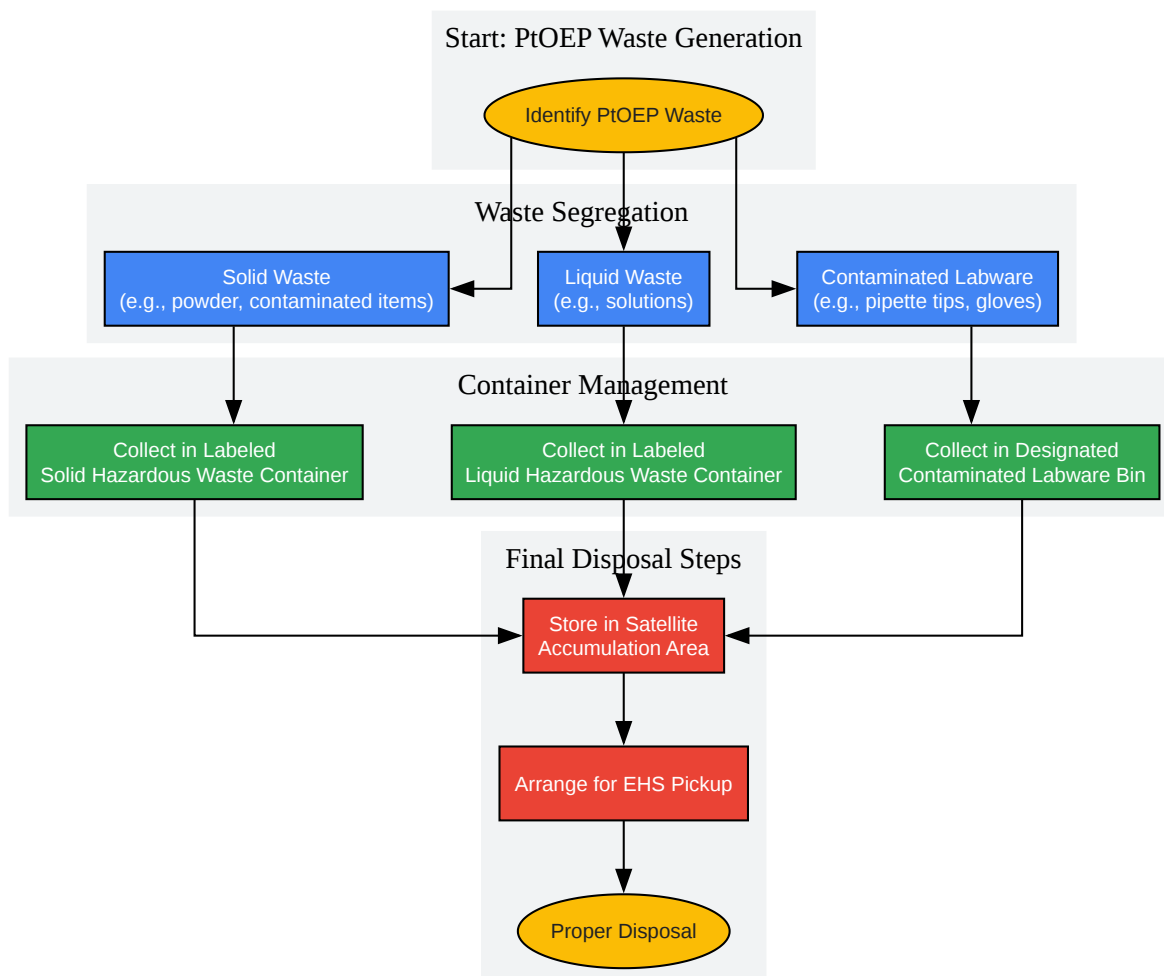 Start: PtOEP Waste Generation
Identify PtOEP Waste
Waste Segregation
Solid Waste
(e.g., powder, contaminated items)
Liquid Waste
(e.g., solutions)
Contaminated Labware
(e.g., pipette tips, gloves)
Container Management
Collect in Labeled
Solid Hazardous Waste Container
Collect in Labeled
Liquid Hazardous Waste Container
Collect in Designated
Contaminated Labware Bin
Final Disposal Steps
Store in Satellite
Accumulation Area
Arrange for EHS Pickup
Proper Disposal